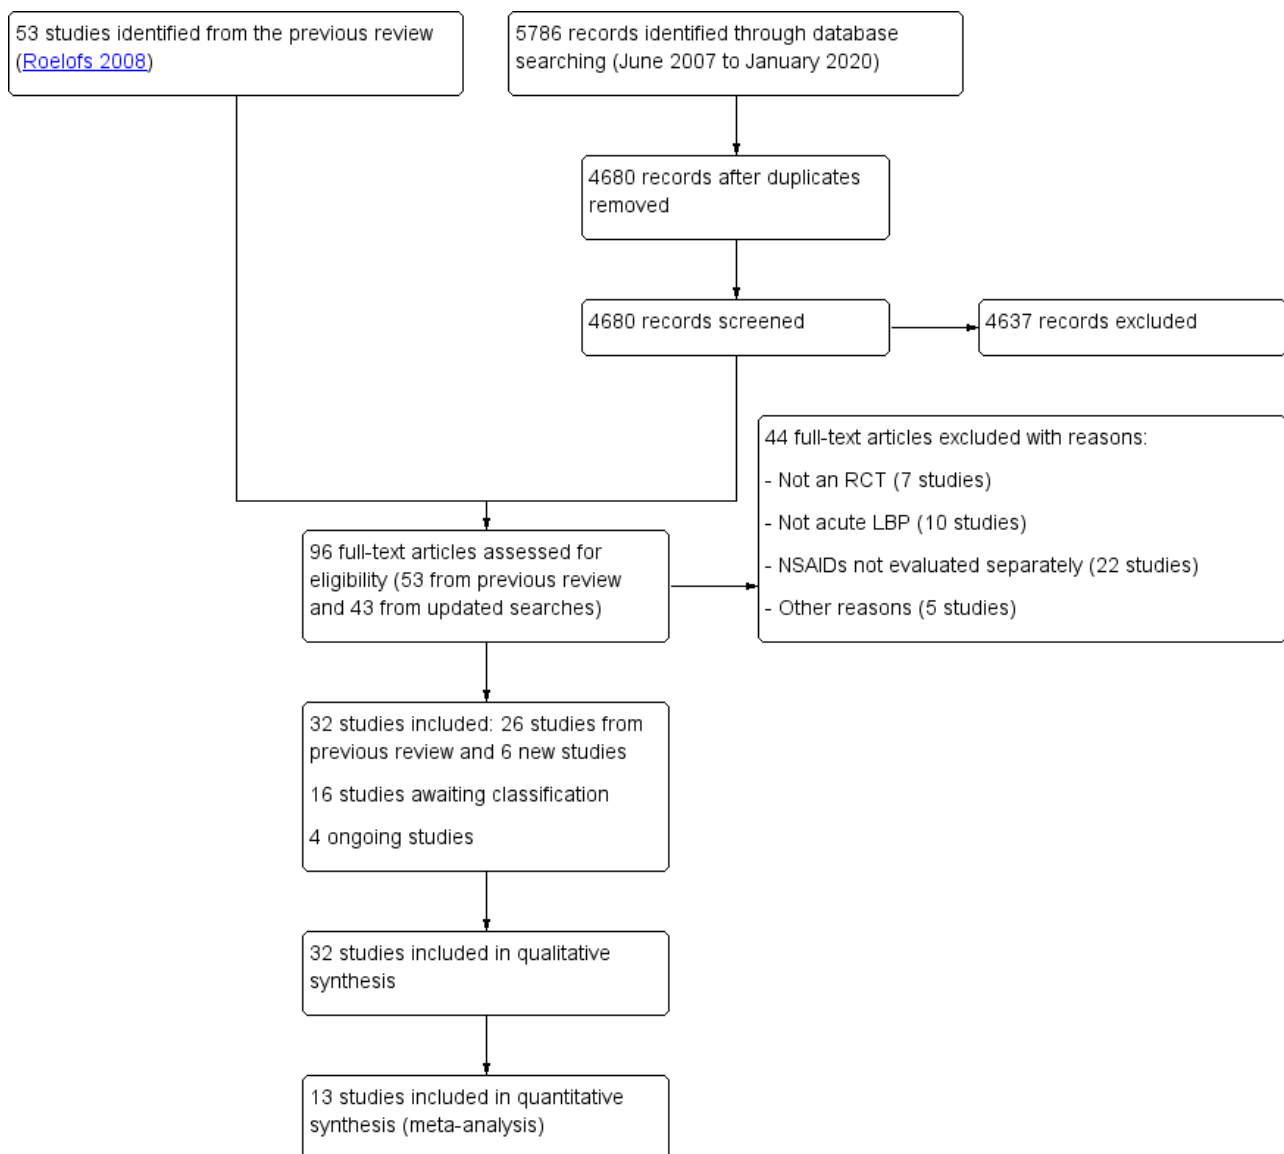 53 studies identified from the previous review
(Roelofs 2008)
5786 records identified through database
searching (June 2007 to January 2020)
4680 records after duplicates
removed
4680 records screened
4637 records excluded
44 full-text articles excluded with reasons:
- Not an RCT (7 studies)
- Not acute LBP (10 studies)
- NSAIDs not evaluated separately (22 studies)
- Other reasons (5 studies)
96 full-text articles assessed for
eligibility (53 from previous review
and 43 from updated searches)
32 studies included: 26 studies from
previous review and 6 new studies
16 studies awaiting classification
4 ongoing studies
32 studies included in qualitative
synthesis
13 studies included in quantitative
synthesis (meta-analysis)